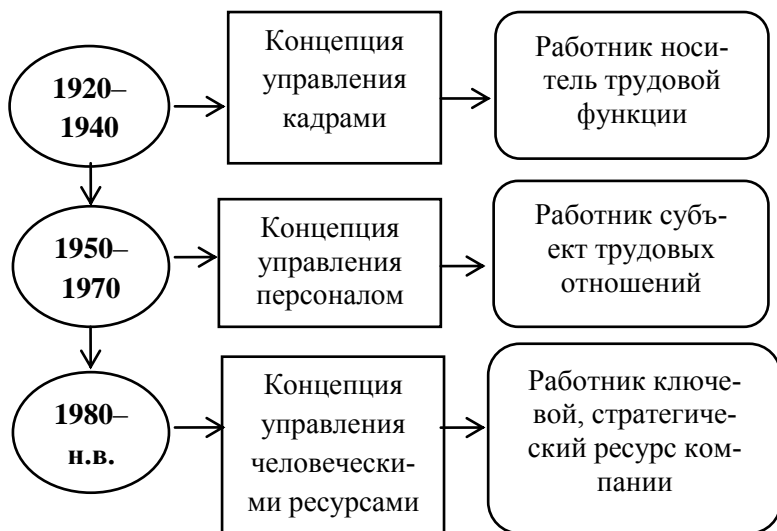 1920–
1940
Концепция
управления
кадрами
Работник носи-
тель трудовой
функции
1950–
1970
Концепция
управления
персоналом
Работник субъ-
ект трудовых
отношений
1980–
н.в.
Концепция
управления
человечески-
ми ресурсами
Работник ключе-
вой, стратегиче-
ский ресурс ком-
пании